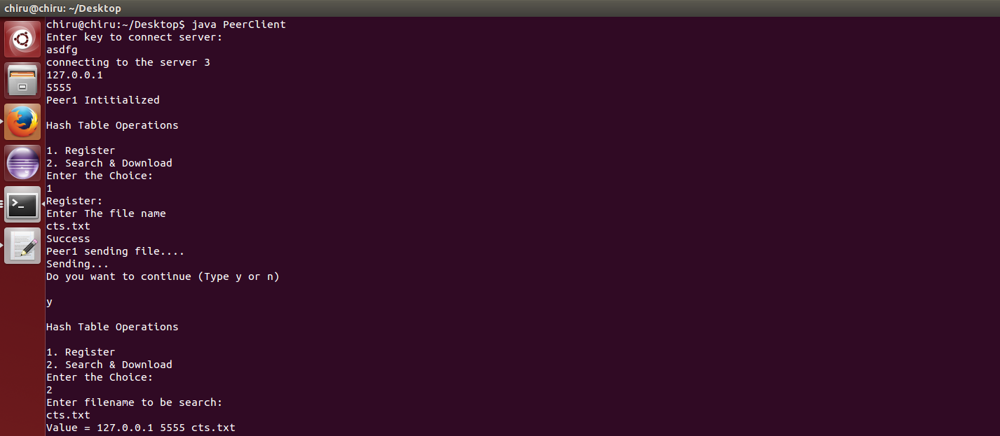 chiru@chiru: ~/Desktop
chiru@chiru:~/Desktop$ java PeerClient
Enter key to connect server:
asdfg
connecting to the server 3
127.0.0.1
5555
Peer1 Intitialized
Hash Table Operations
1. Register
2. Search & Download
Enter the Choice:
1
Register:
Enter The file name
cts.txt
Success
Peer1 sending file....
Sending...
Do you want to continue (Type y or n)
y
Hash Table Operations
1. Register
2. Search & Download
Enter the Choice:
2
Enter filename to be search:
cts.txt
Value = 127.0.0.1 5555 cts.txt